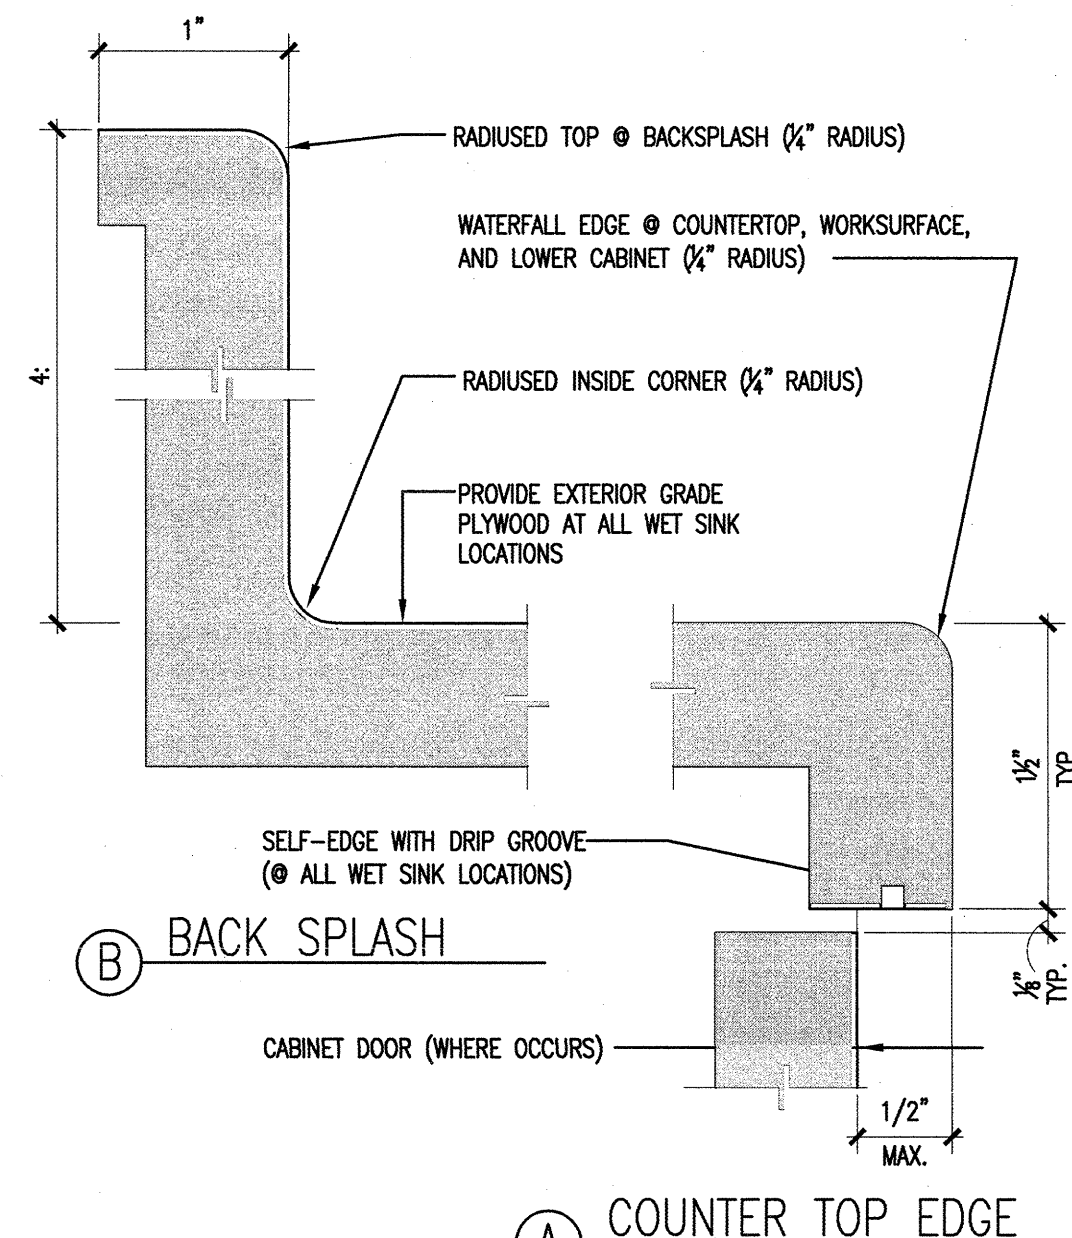 1"
RADIUSED TOP @ BACKSPLASH (1/4" RADIUS)
WATERFALL EDGE @ COUNTERTOP, WORKSURFACE,
AND LOWER CABINET (1/4" RADIUS)
4:
RADIUSED INSIDE CORNER (1/4" RADIUS)
PROVIDE EXTERIOR GRADE
PLYWOOD AT ALL WET SINK
LOCATIONS
1 1/2"
TYP
SELF-EDGE WITH DRIP GROOVE
(@ ALL WET SINK LOCATIONS)
B BACK SPLASH
1/8"
TYP.
CABINET DOOR (WHERE OCCURS)
1/2"
MAX.
A COUNTER TOP EDGE